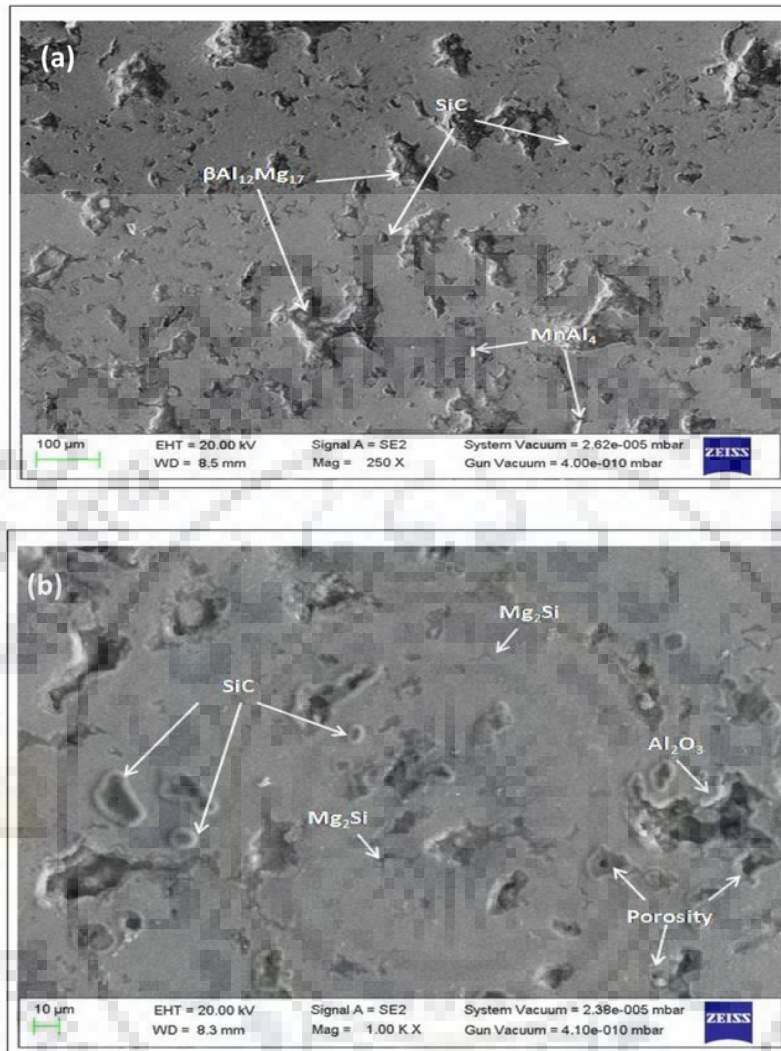 (a)
SiC
βAl₁₂Mg₁₇
MnAl₄
100 µm EHT = 20.00 kV Signal A = SE2 System Vacuum = 2.62e-005 mbar
WD = 8.5 mm Mag = 250 X Gun Vacuum = 4.00e-010 mbar
ZEISS
(b)
Mg₂Si
SiC
Al₂O₃
Mg₂Si
Porosity
10 µm EHT = 20.00 kV Signal A = SE2 System Vacuum = 2.38e-005 mbar
WD = 8.3 mm Mag = 1.00 K X Gun Vacuum = 4.10e-010 mbar
ZEISS